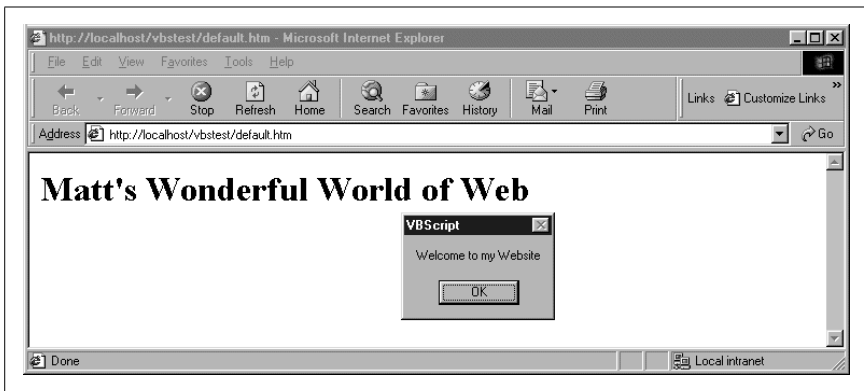 http://localhost/vbstest/default.htm - Microsoft Internet Explorer
File Edit View Favorites Tools Help
Back Forward Stop Refresh Home Search Favorites History Mail Print Links Customize Links »
Address http://localhost/vbstest/default.htm Go
Matt's Wonderful World of Web
VBScript
Welcome to my Website
OK
Done Local intranet